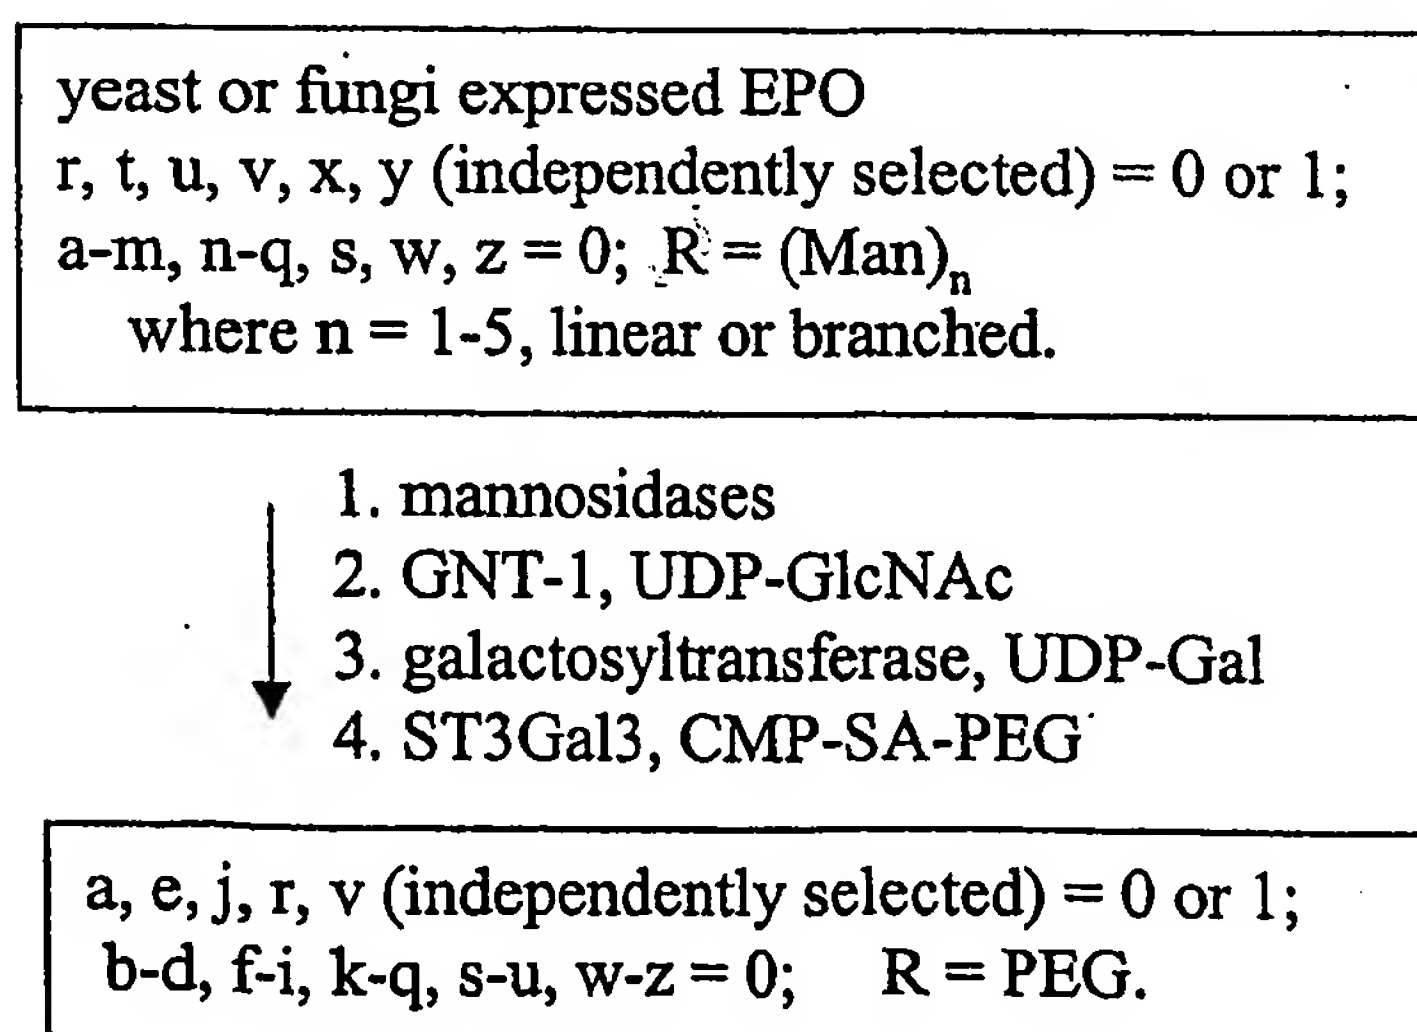 yeast or fungi expressed EPO
r, t, u, v, x, y (independently selected) = 0 or 1;
a-m, n-q, s, w, z = 0; R = (Man)n
where n = 1-5, linear or branched.
1. mannosidases
2. GNT-1, UDP-GlcNAc
3. galactosyltransferase, UDP-Gal
4. ST3Gal3, CMP-SA-PEG
a, e, j, r, v (independently selected) = 0 or 1;
b-d, f-i, k-q, s-u, w-z = 0; R = PEG.